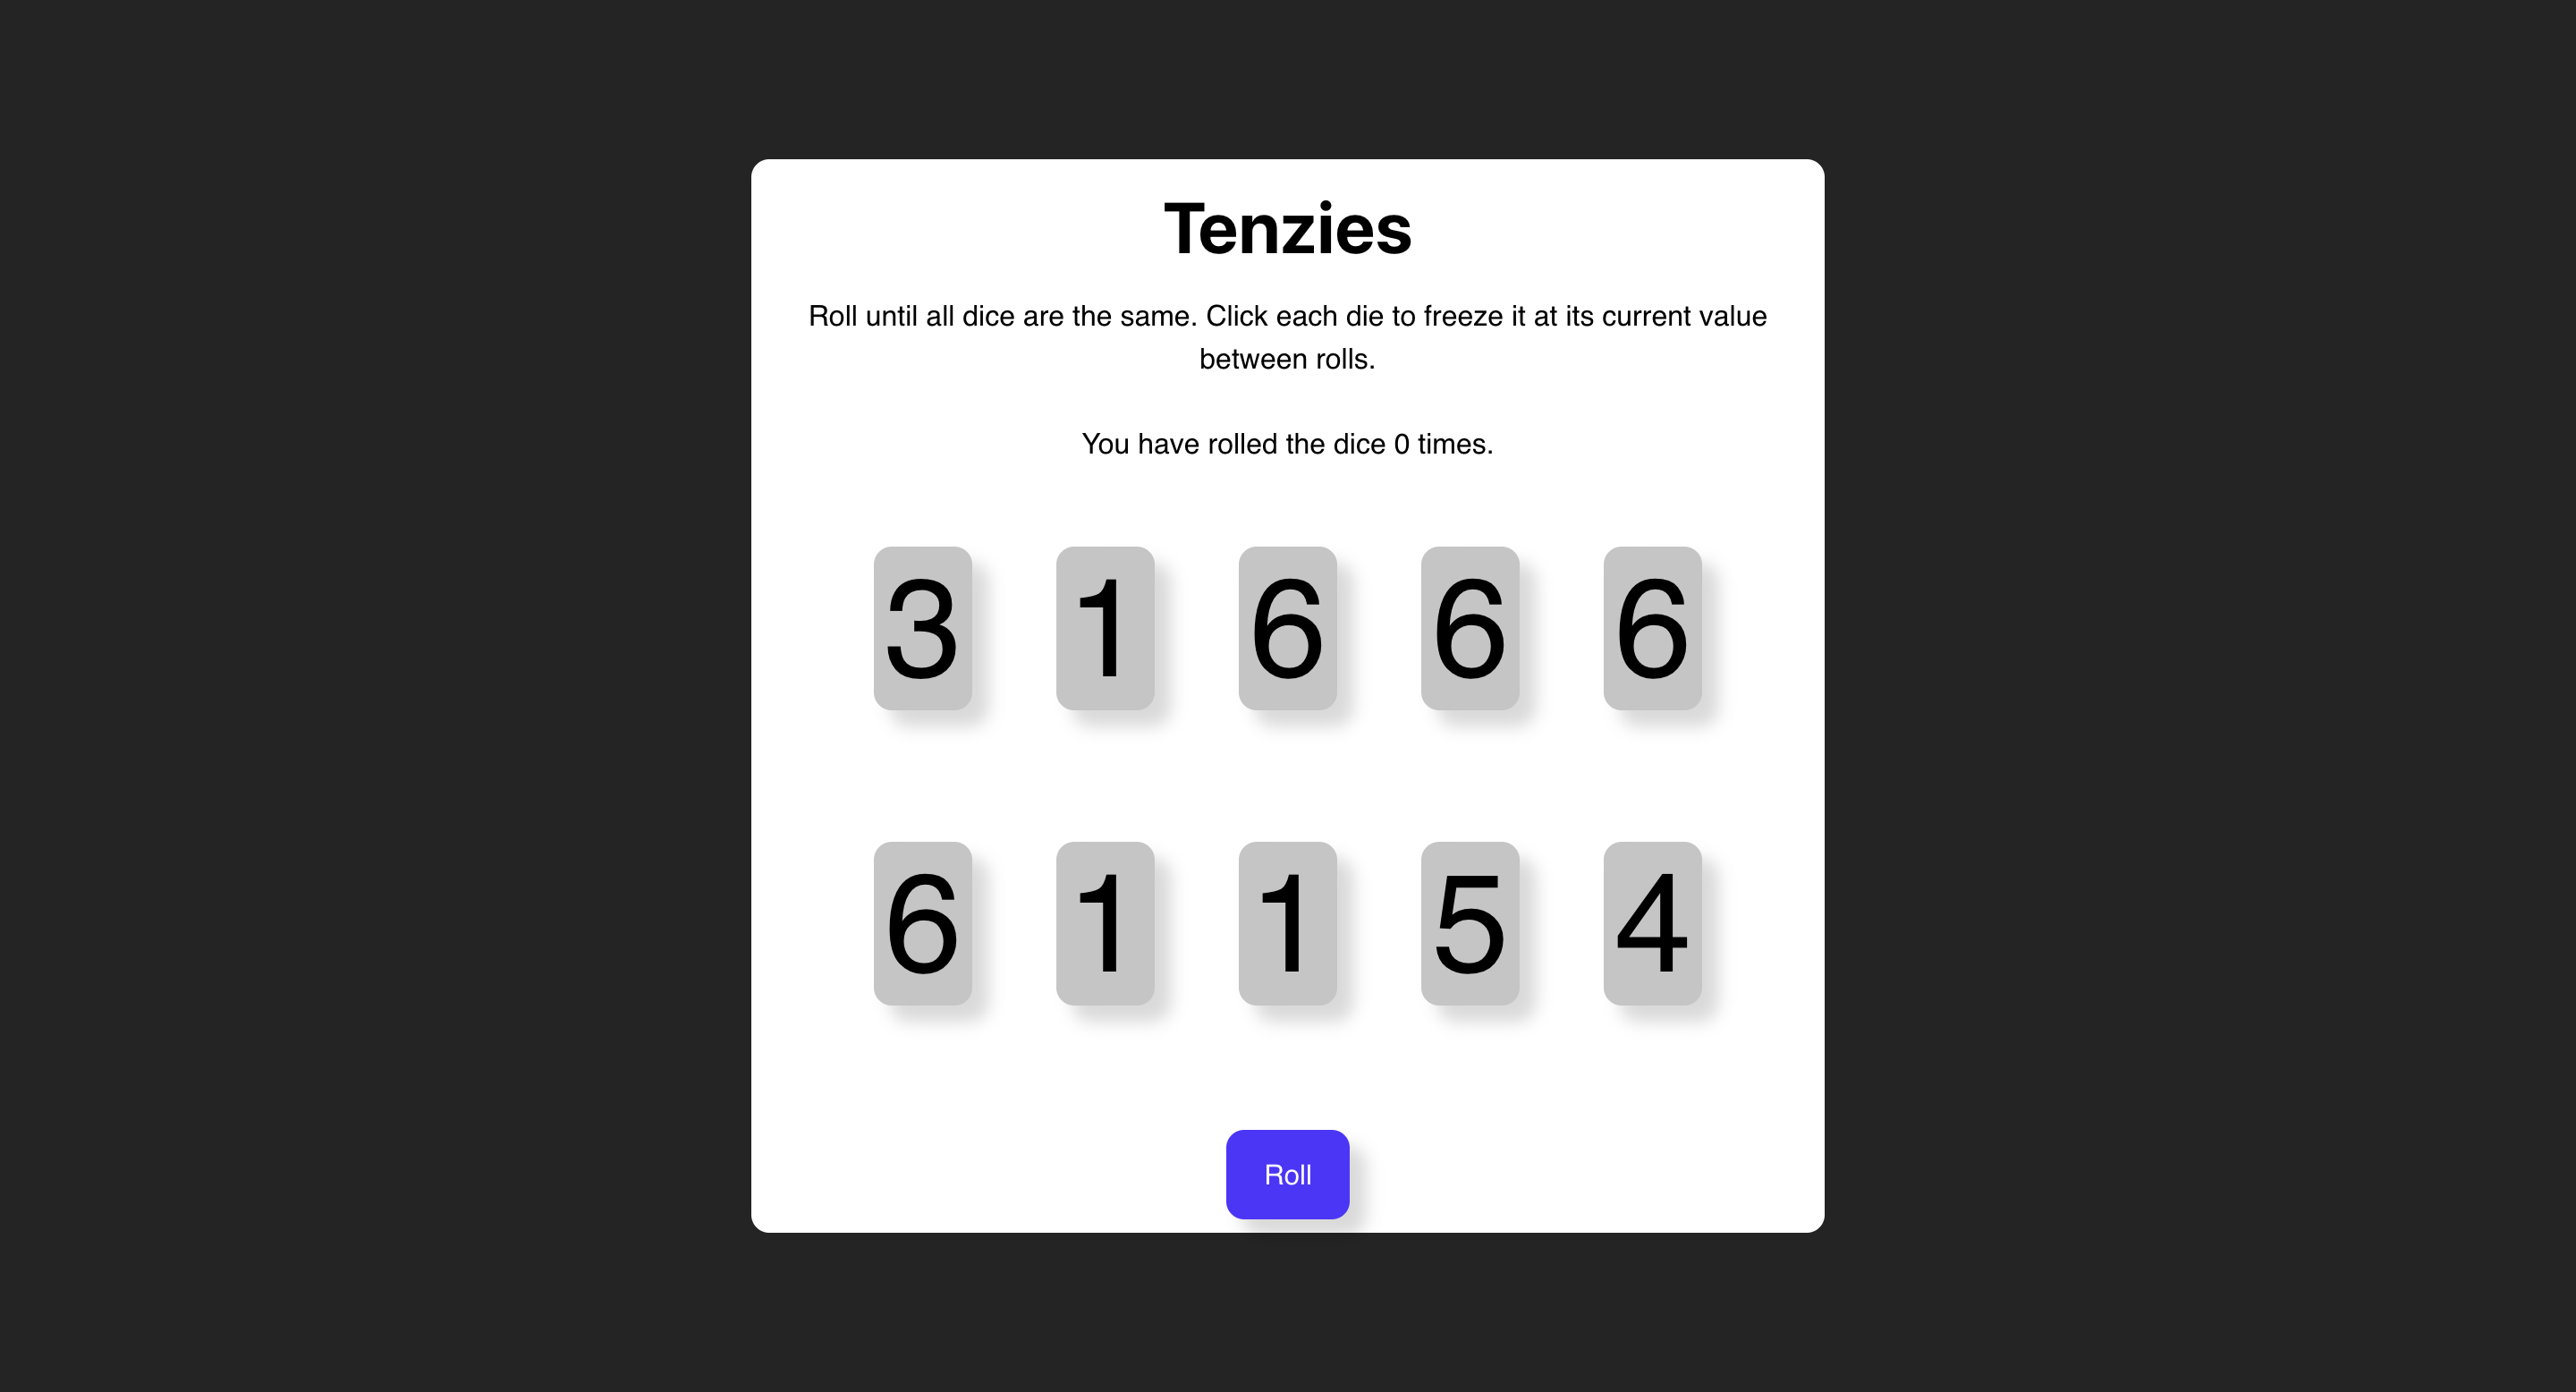 Tenzies
Roll until all dice are the same. Click each die to freeze it at its current value
between rolls.
You have rolled the dice 0 times.
3 1 6 6 6
6 1 1 5 4
Roll